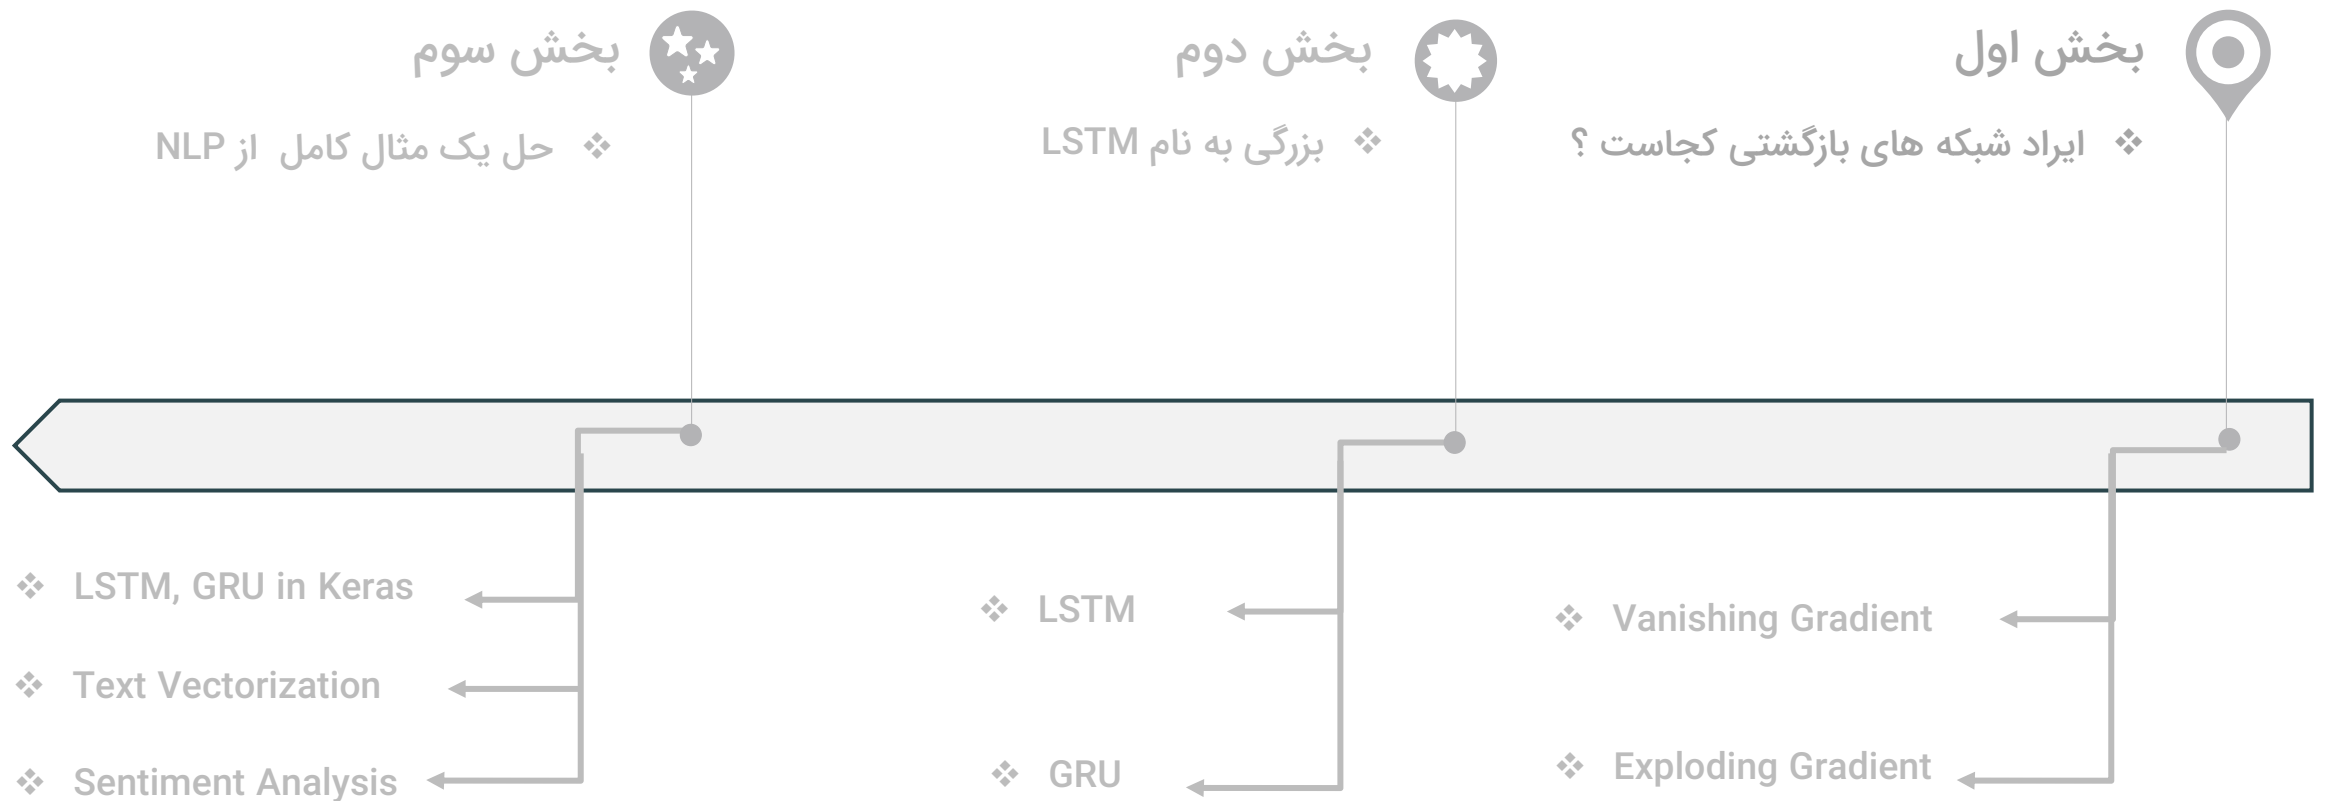 بخش اول
❖ ایراد شبکه های بازگشتی کجاست ؟
❖ Vanishing Gradient
❖ Exploding Gradient
بخش دوم
❖ بزرگی به نام LSTM
❖ LSTM
❖ GRU
بخش سوم
❖ حل یک مثال کامل از NLP
❖ LSTM, GRU in Keras
❖ Text Vectorization
❖ Sentiment Analysis